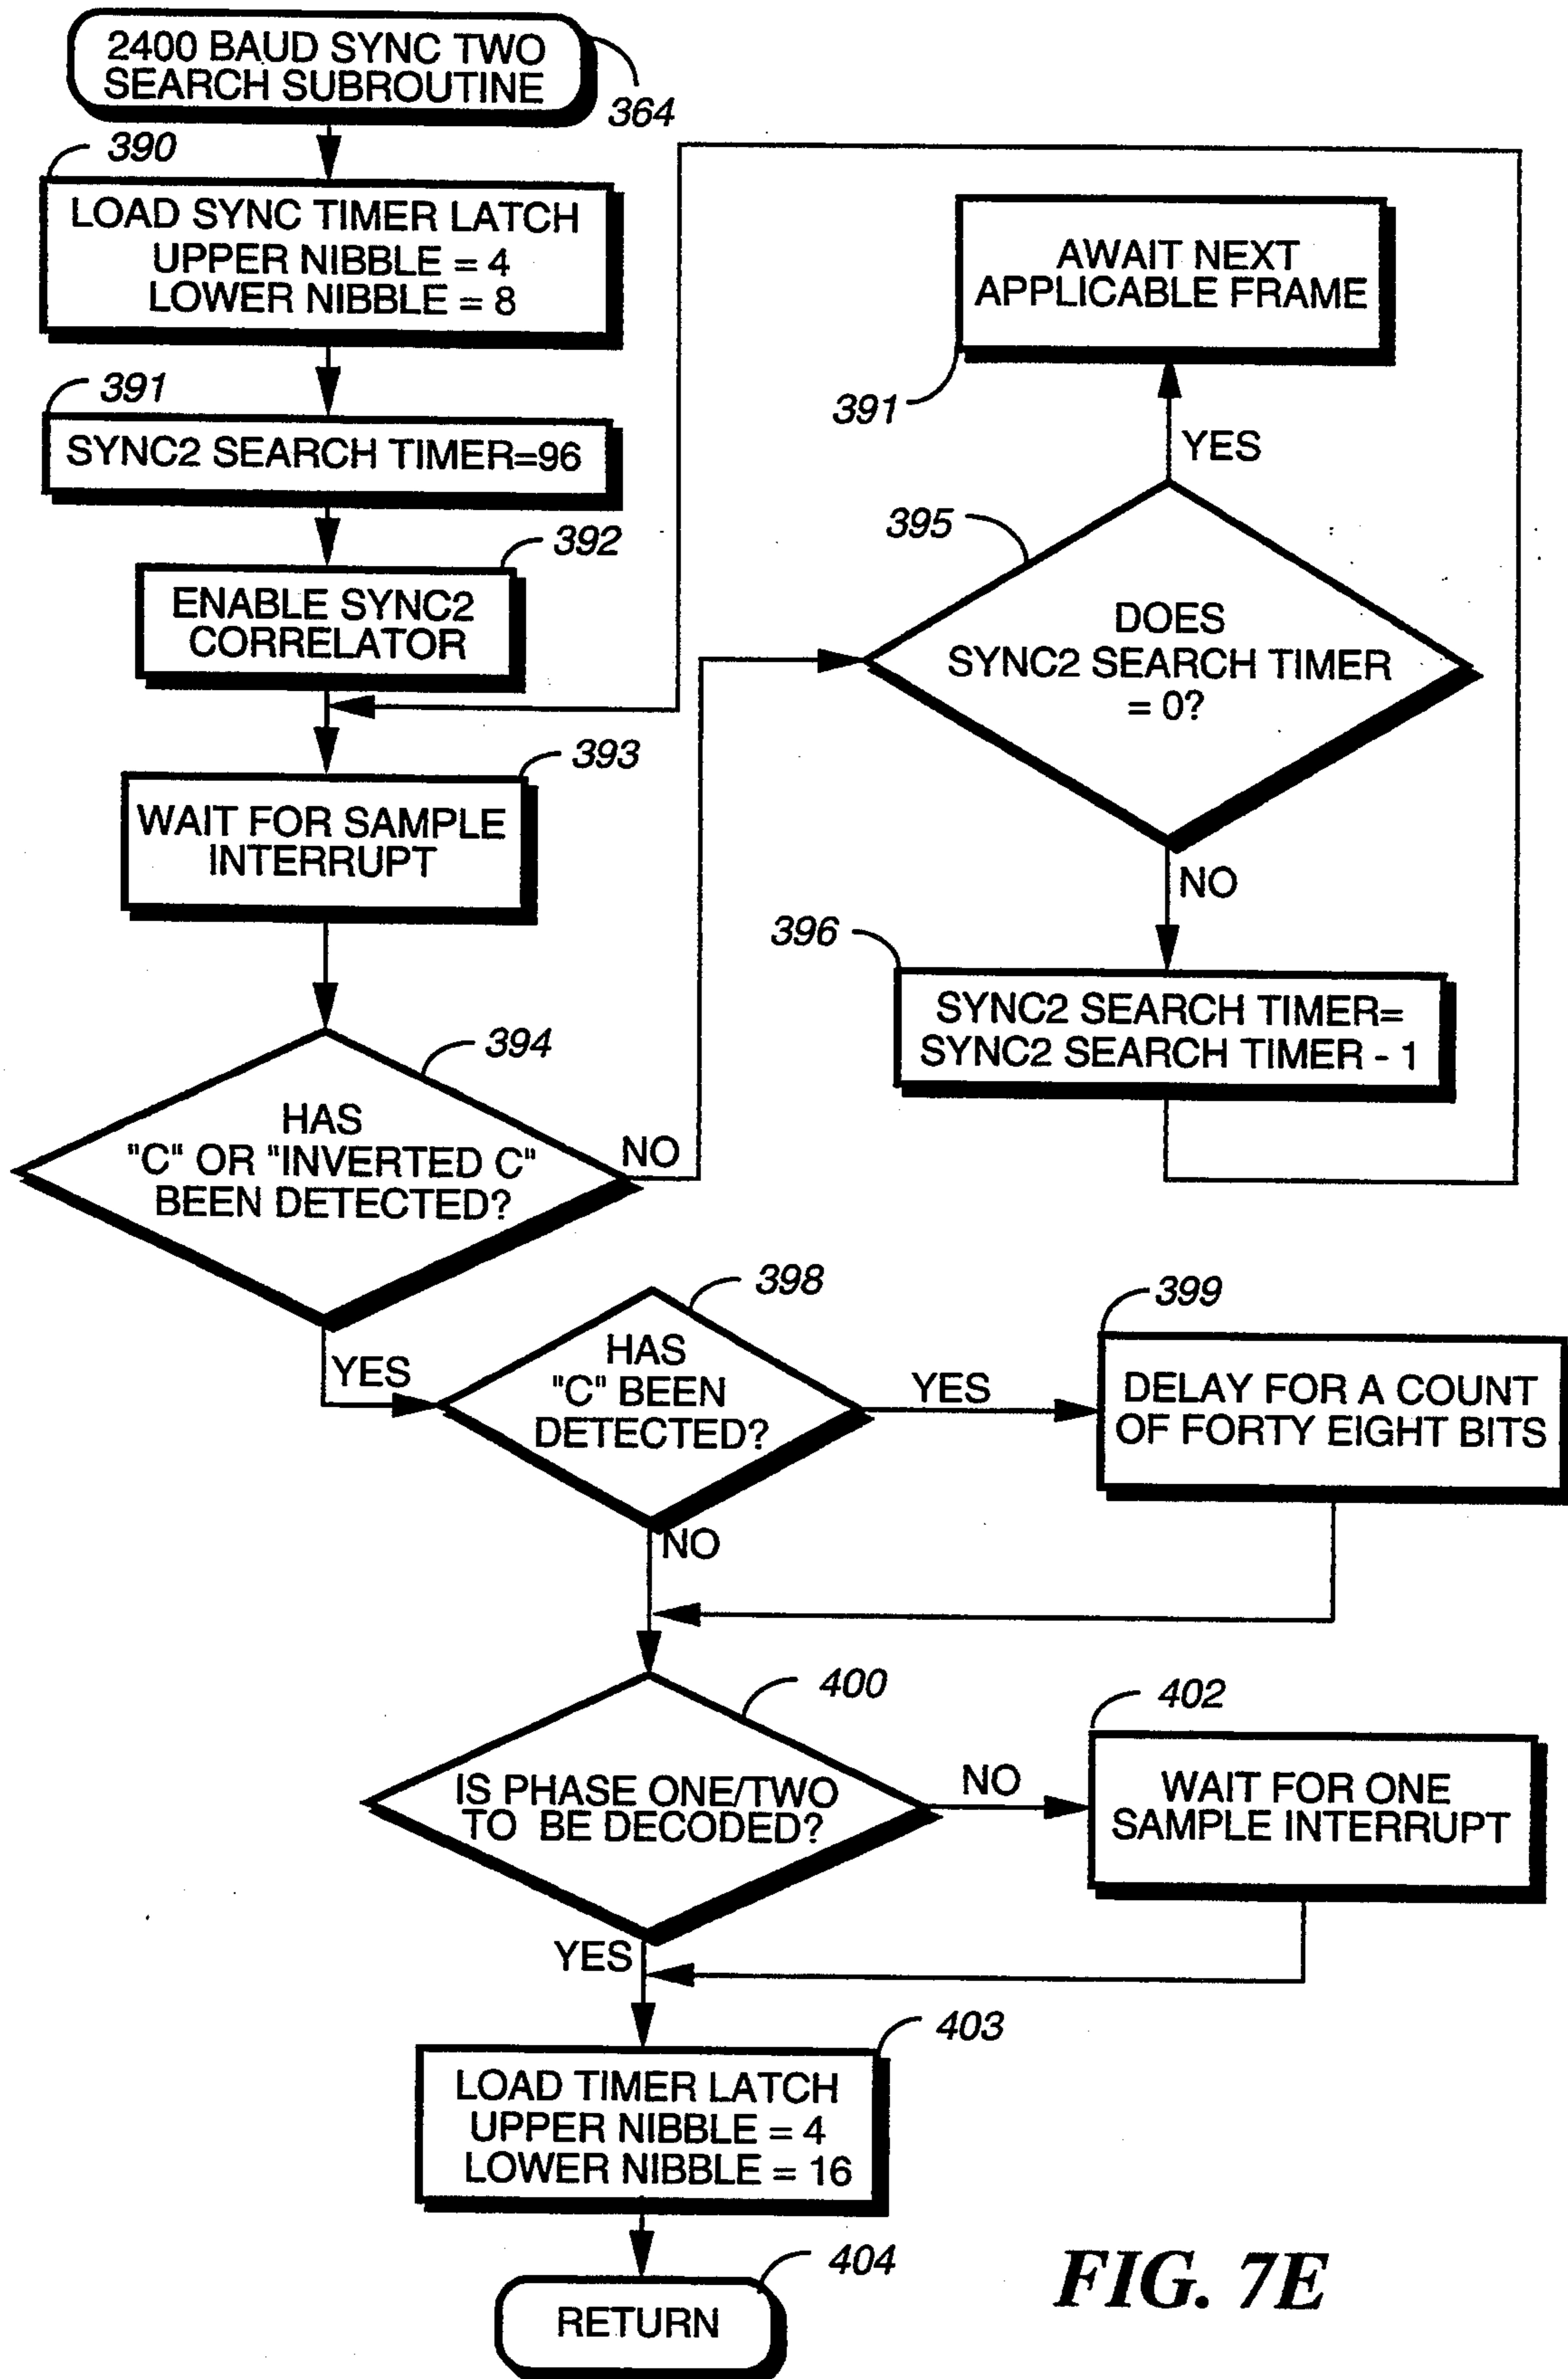 2400 BAUD SYNC TWO
SEARCH SUBROUTINE
364
390
LOAD SYNC TIMER LATCH
UPPER NIBBLE = 4
LOWER NIBBLE = 8
391
SYNC2 SEARCH TIMER=96
392
ENABLE SYNC2
CORRELATOR
393
WAIT FOR SAMPLE
INTERRUPT
394
HAS
"C" OR "INVERTED C"
BEEN DETECTED?
NO
YES
AWAIT NEXT
APPLICABLE FRAME
391
YES
395
DOES
SYNC2 SEARCH TIMER
= 0?
NO
396
SYNC2 SEARCH TIMER=
SYNC2 SEARCH TIMER - 1
398
HAS
"C" BEEN
DETECTED?
YES
NO
399
DELAY FOR A COUNT
OF FORTY EIGHT BITS
400
IS PHASE ONE/TWO
TO BE DECODED?
NO
YES
402
WAIT FOR ONE
SAMPLE INTERRUPT
403
LOAD TIMER LATCH
UPPER NIBBLE = 4
LOWER NIBBLE = 16
404
RETURN
FIG. 7E